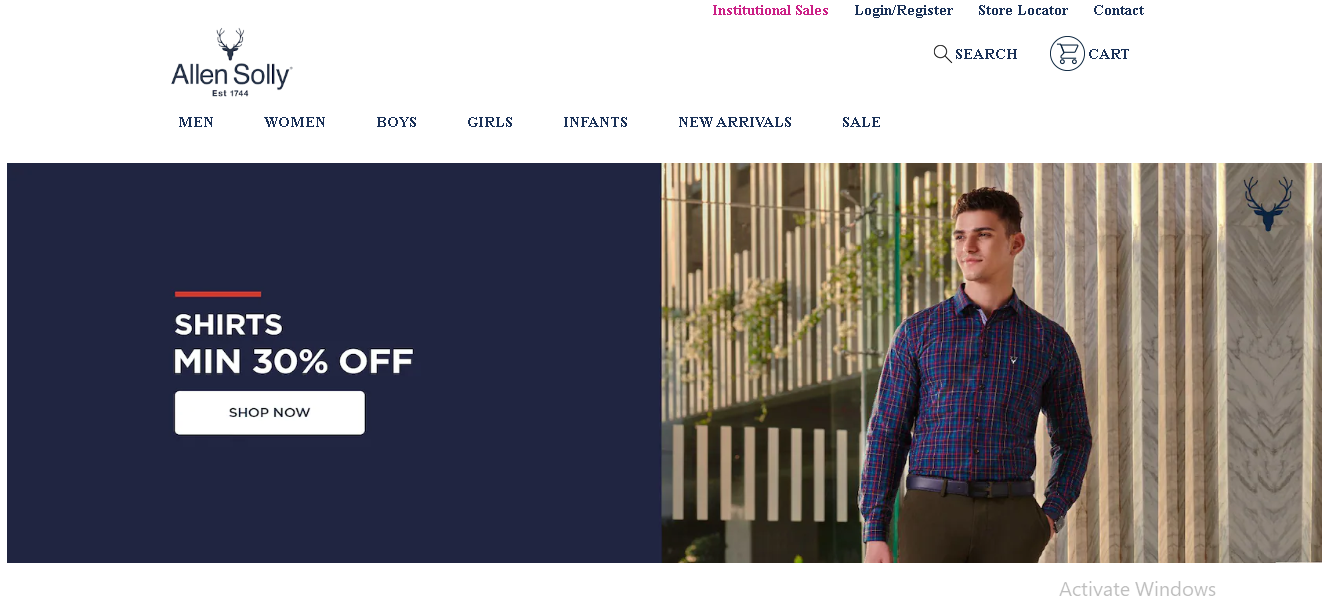 Institutional Sales Login/Register Store Locator Contact
SEARCH CART
Allen Solly
Est 1744
MEN WOMEN BOYS GIRLS INFANTS NEW ARRIVALS SALE
SHIRTS
MIN 30% OFF
SHOP NOW
Activate Windows